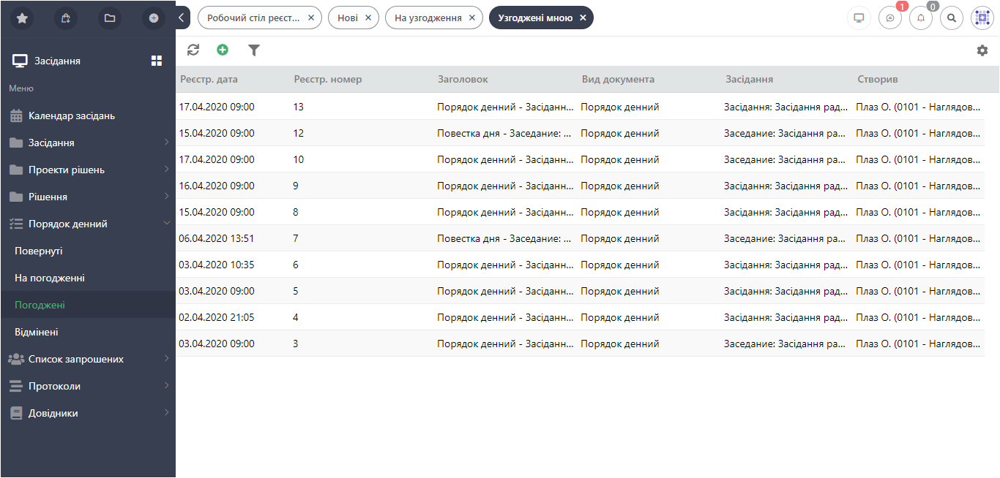 Робочий стіл реєст... ×
Нові ×
На узгодження ×
Узгоджені мною ×
1
0
Засідання
Меню
Календар засідань
Засідання
Проекти рішень
Рішення
Порядок денний
Повернуті
На погодженні
Погоджені
Відмінені
Список запрошених
Протоколи
Довідники
Реєстр. дата Реєстр. номер Заголовок Вид документа Засідання Створив
17.04.2020 09:00 13 Порядок денний - Засіданн... Порядок денний Засідання: Засідання рад... Плаз О. (0101 - Наглядов...
15.04.2020 09:00 12 Повестка дня - Заседание: ... Порядок денний Заседание: Засідання ра... Плаз О. (0101 - Наглядов...
17.04.2020 09:00 10 Порядок денний - Засіданн... Порядок денний Заседание: Засідання ра... Плаз О. (0101 - Наглядов...
16.04.2020 09:00 9 Порядок денний - Засіданн... Порядок денний Засідання: Засідання рад... Плаз О. (0101 - Наглядов...
15.04.2020 09:00 8 Порядок денний - Засіданн... Порядок денний Засідання: Засідання рад... Плаз О. (0101 - Наглядов...
06.04.2020 13:51 7 Повестка дня - Заседание: ... Порядок денний Заседание: Засідання ра... Плаз О. (0101 - Наглядов...
03.04.2020 10:35 6 Порядок денний - Засіданн... Порядок денний Засідання: Засідання рад... Плаз О. (0101 - Наглядов...
03.04.2020 09:00 5 Порядок денний - Засіданн... Порядок денний Засідання: Засідання рад... Плаз О. (0101 - Наглядов...
02.04.2020 21:05 4 Порядок денний - Засіданн... Порядок денний Засідання: Засідання рад... Плаз О. (0101 - Наглядов...
03.04.2020 09:00 3 Порядок денний - Засіданн... Порядок денний Заседание: Засідання ра... Плаз О. (0101 - Наглядов...